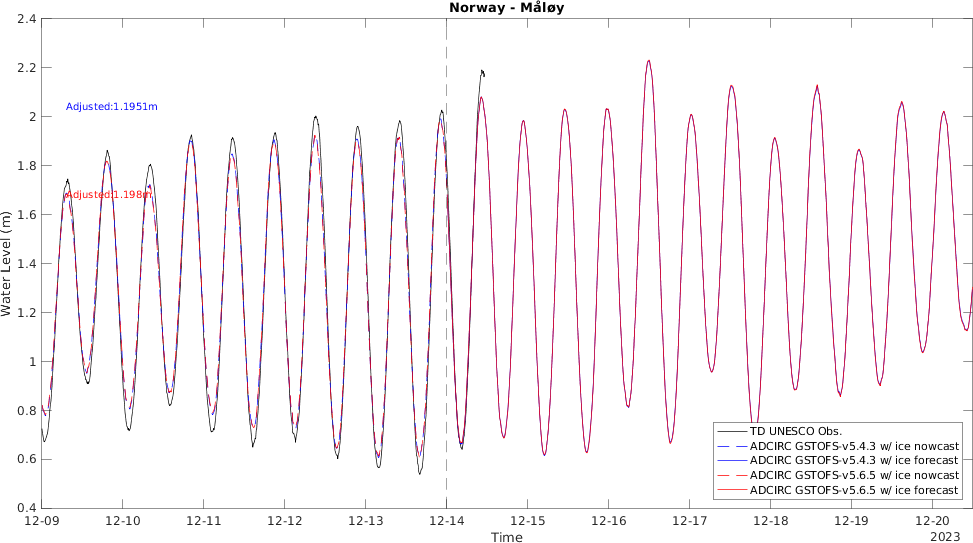 Norway - Måløy
2.4
2.2
2
1.8
1.6
1.4
1.2
1
0.8
0.6
0.4
Water Level (m)
Adjusted:1.1951m
Adjusted:1.198m
TD UNESCO Obs.
ADCIRC GSTOFS-v5.4.3 w/ ice nowcast
ADCIRC GSTOFS-v5.4.3 w/ ice forecast
ADCIRC GSTOFS-v5.6.5 w/ ice nowcast
ADCIRC GSTOFS-v5.6.5 w/ ice forecast
12-09 12-10 12-11 12-12 12-13 12-14 12-15 12-16 12-17 12-18 12-19 12-20
Time
2023